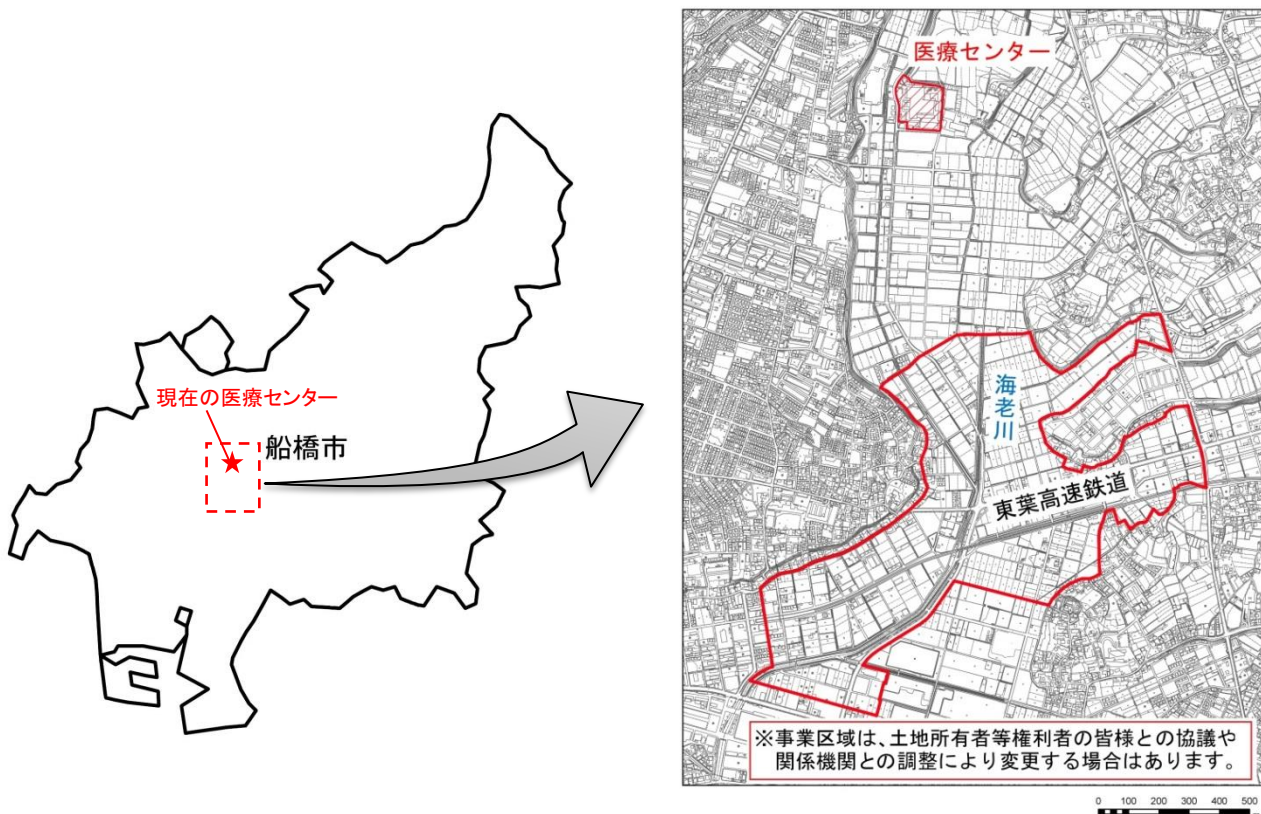 現在の医療センター
船橋市
医療センター
海老川
東葉高速鉄道
※事業区域は、土地所有者等権利者の皆様との協議や
関係機関との調整により変更する場合はあります。
0 100 200 300 400 500